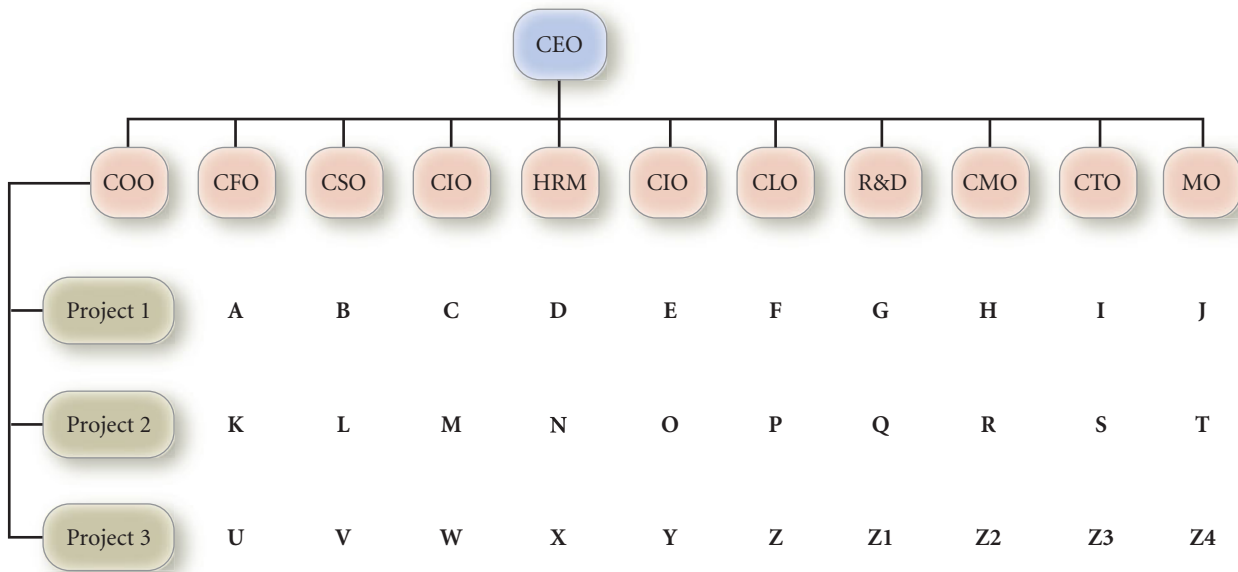 CEO
COO CFO CSO CIO HRM CIO CLO R&D CMO CTO MO
Project 1 A B C D E F G H I J
Project 2 K L M N O P Q R S T
Project 3 U V W X Y Z Z1 Z2 Z3 Z4